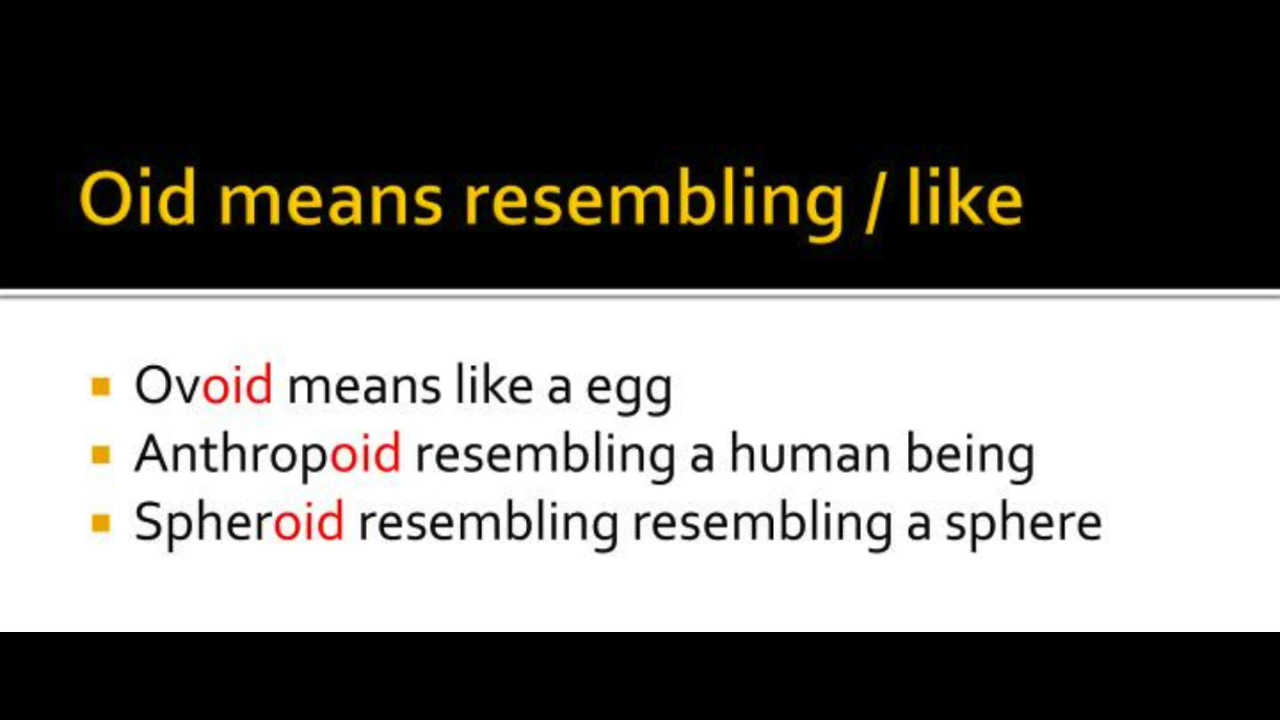 Oid means resembling / like
Ovoid means like a egg
Anthropoid resembling a human being
Spheroid resembling resembling a sphere